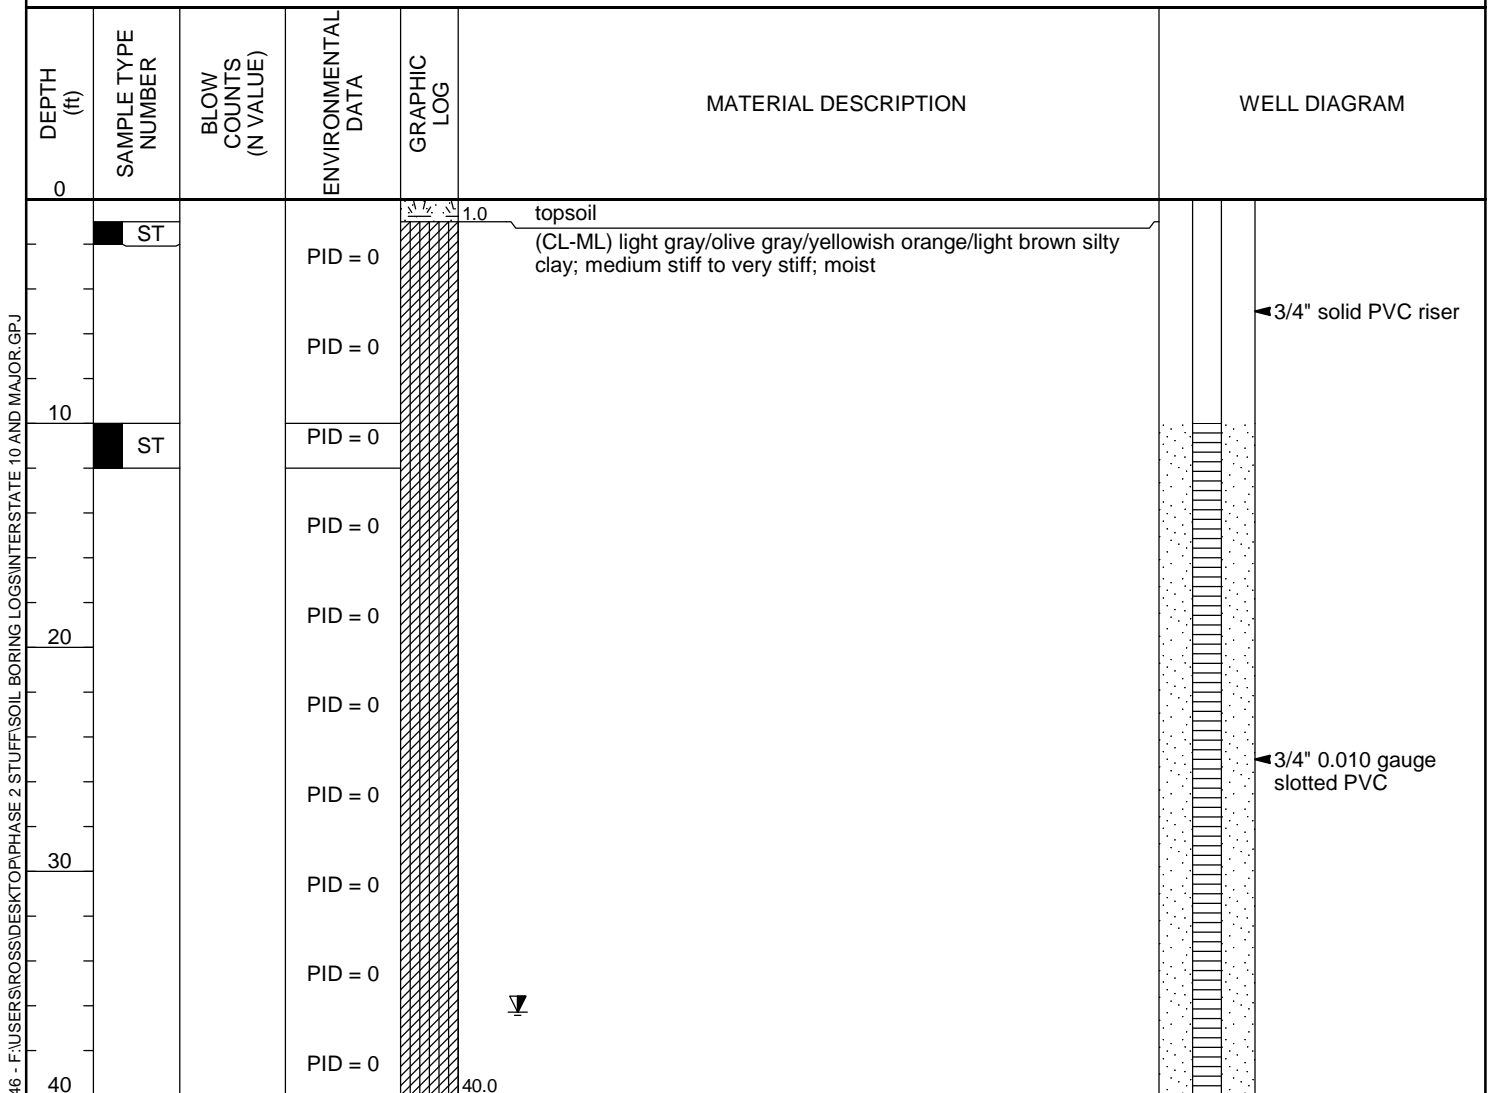 DEPTH
(ft)
SAMPLE TYPE
NUMBER
BLOW
COUNTS
(N VALUE)
ENVIRONMENTAL
DATA
GRAPHIC
LOG
MATERIAL DESCRIPTION
WELL DIAGRAM
0
1.0
topsoil
ST
(CL-ML) light gray/olive gray/yellowish orange/light brown silty
clay; medium stiff to very stiff; moist
PID = 0
3/4" solid PVC riser
PID = 0
10
PID = 0
ST
PID = 0
PID = 0
20
PID = 0
3/4" 0.010 gauge
slotted PVC
PID = 0
30
PID = 0
PID = 0
PID = 0
40
40.0
46 - F:\USERS\ROSS\DESKTOP\PHASE 2 STUFF\SOIL BORING LOGS\INTERSTATE 10 AND MAJOR.GPJ